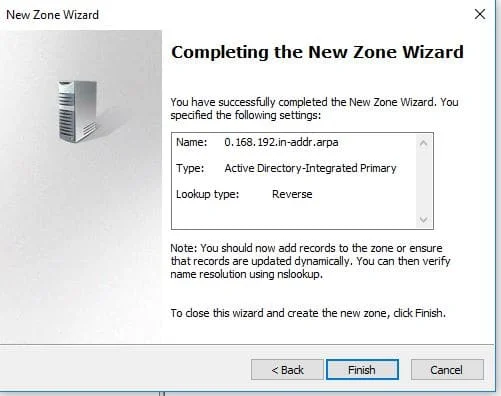 New Zone Wizard
Completing the New Zone Wizard
You have successfully completed the New Zone Wizard. You
specified the following settings:
Name: 0.168.192.in-addr.arpa
Type: Active Directory-Integrated Primary
Lookup type: Reverse
Note: You should now add records to the zone or ensure
that records are updated dynamically. You can then verify
name resolution using nslookup.
To close this wizard and create the new zone, click Finish.
< Back Finish Cancel